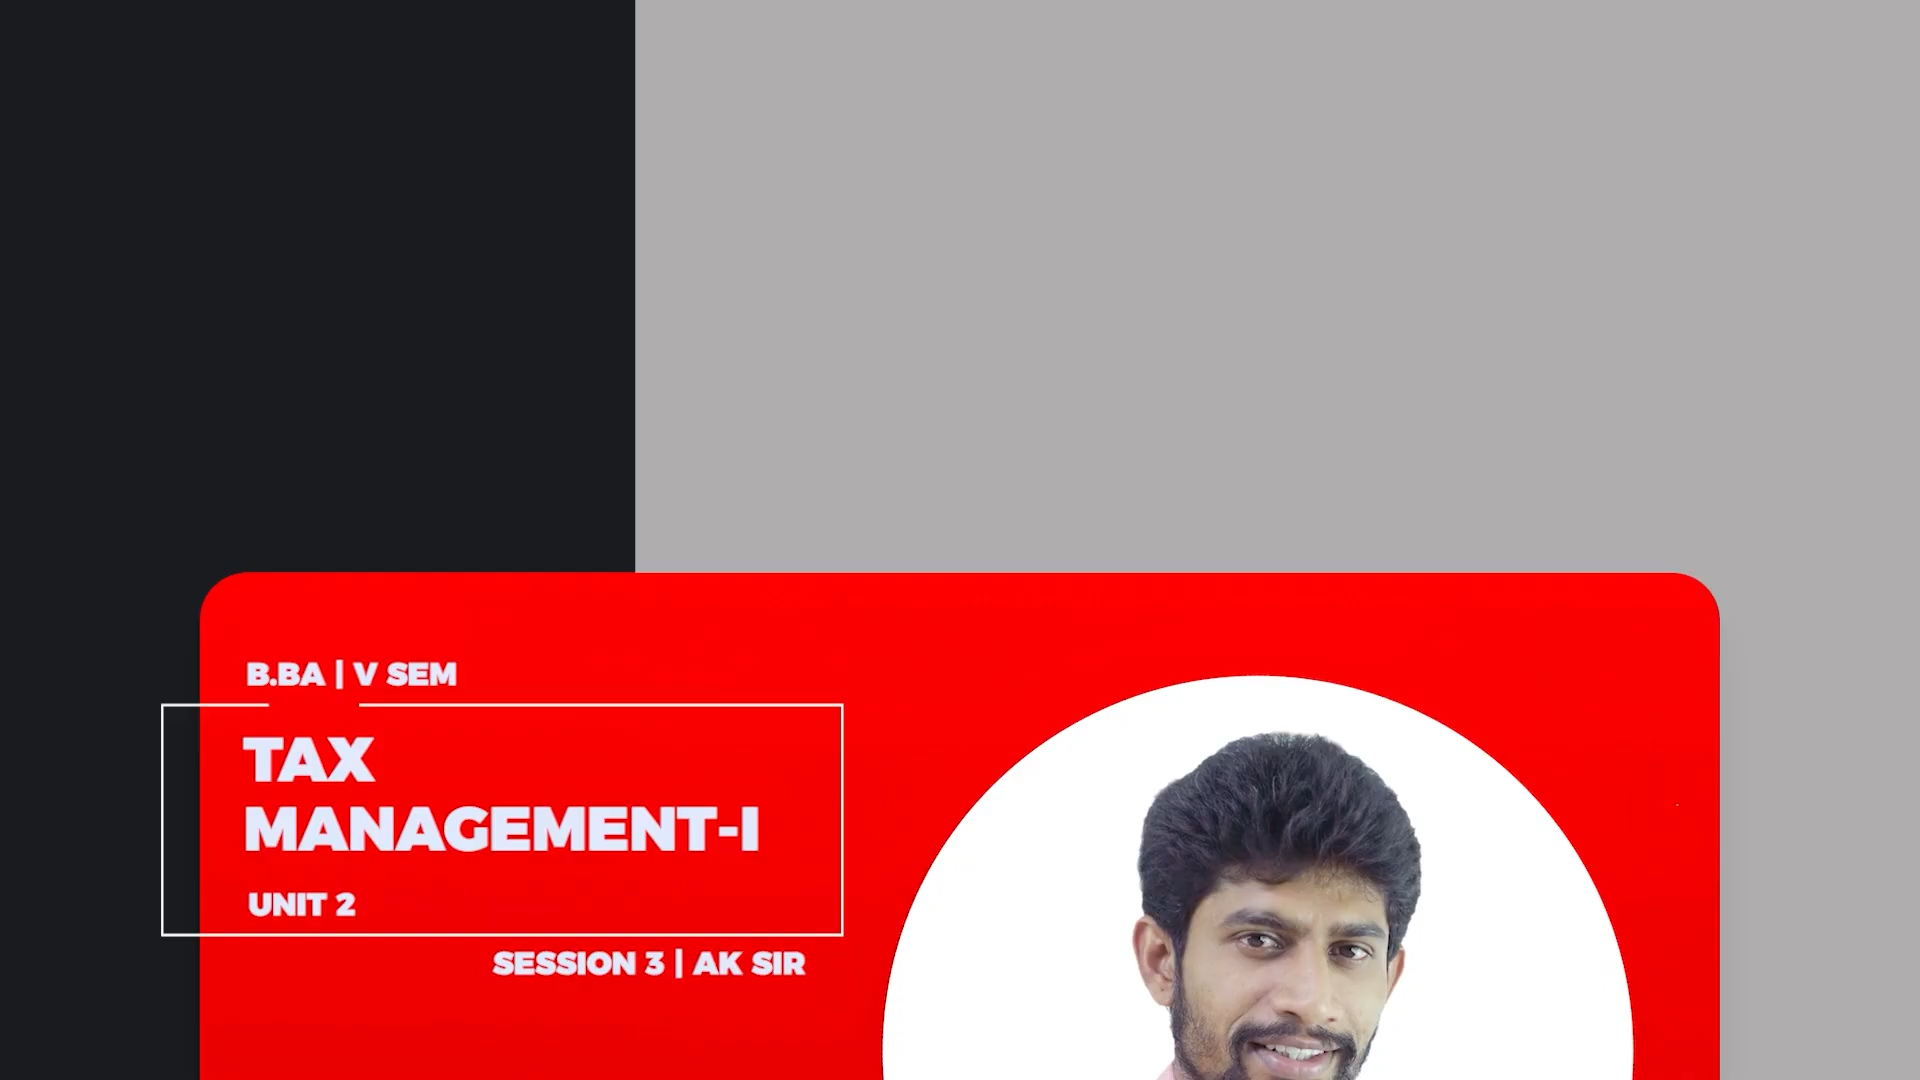 B.BA | V SEM
TAX
MANAGEMENT-I
UNIT 2
SESSION 3 | AK SIR